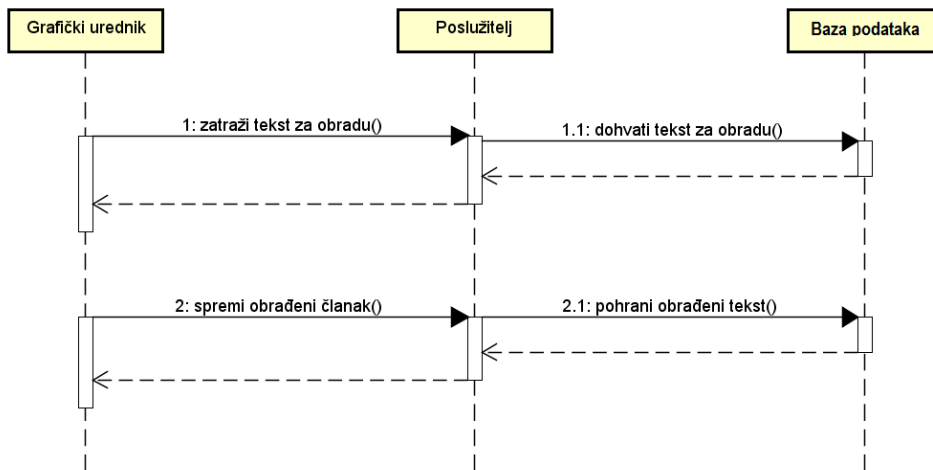 Grafički urednik
Poslužitelj
Baza podataka
1: zatraži tekst za obradu()
1.1: dohvati tekst za obradu()
2: spremi obrađeni članak()
2.1: pohrani obrađeni tekst()